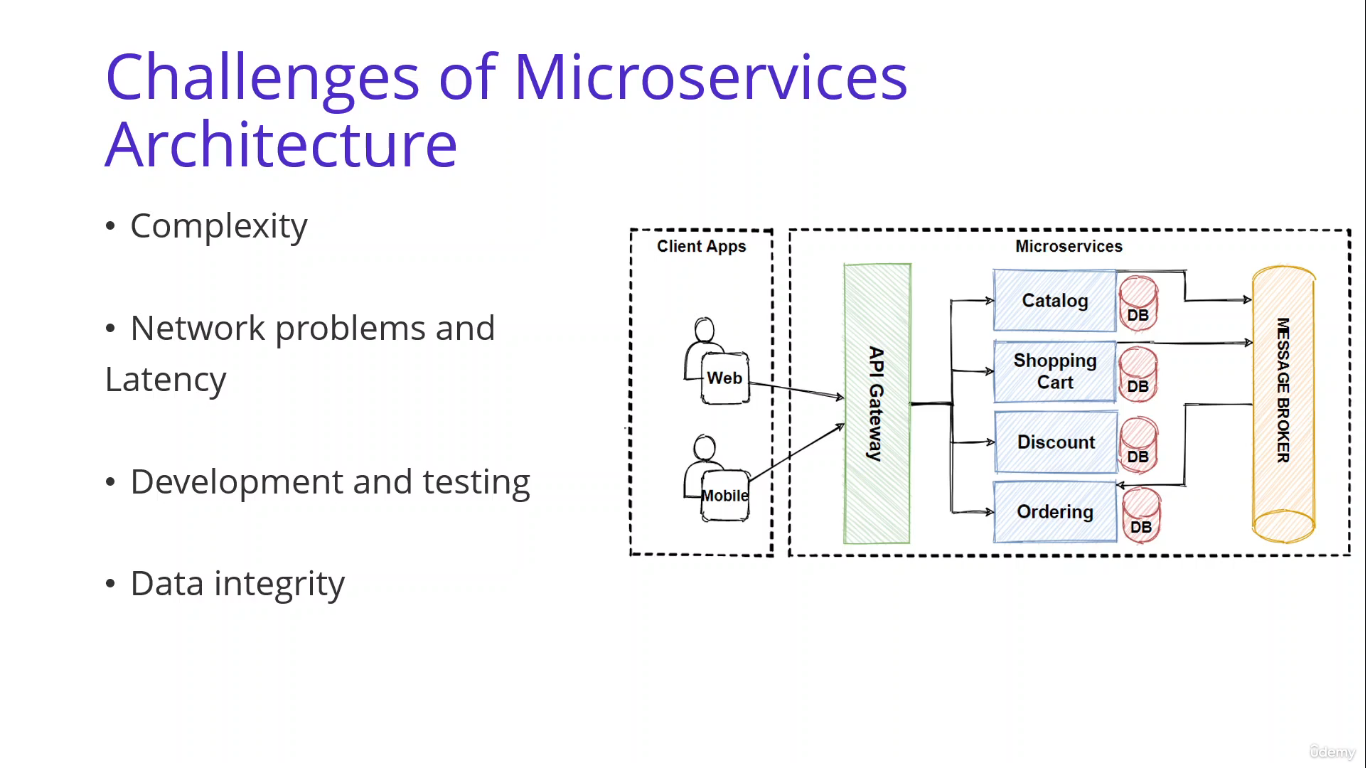 Challenges of Microservices
Architecture
• Complexity
• Network problems and
Latency
• Development and testing
• Data integrity
Client Apps
Web
Mobile
Microservices
API Gateway
Catalog
DB
Shopping
Cart
DB
Discount
DB
Ordering
DB
MESSAGE BROKER
ûdemy